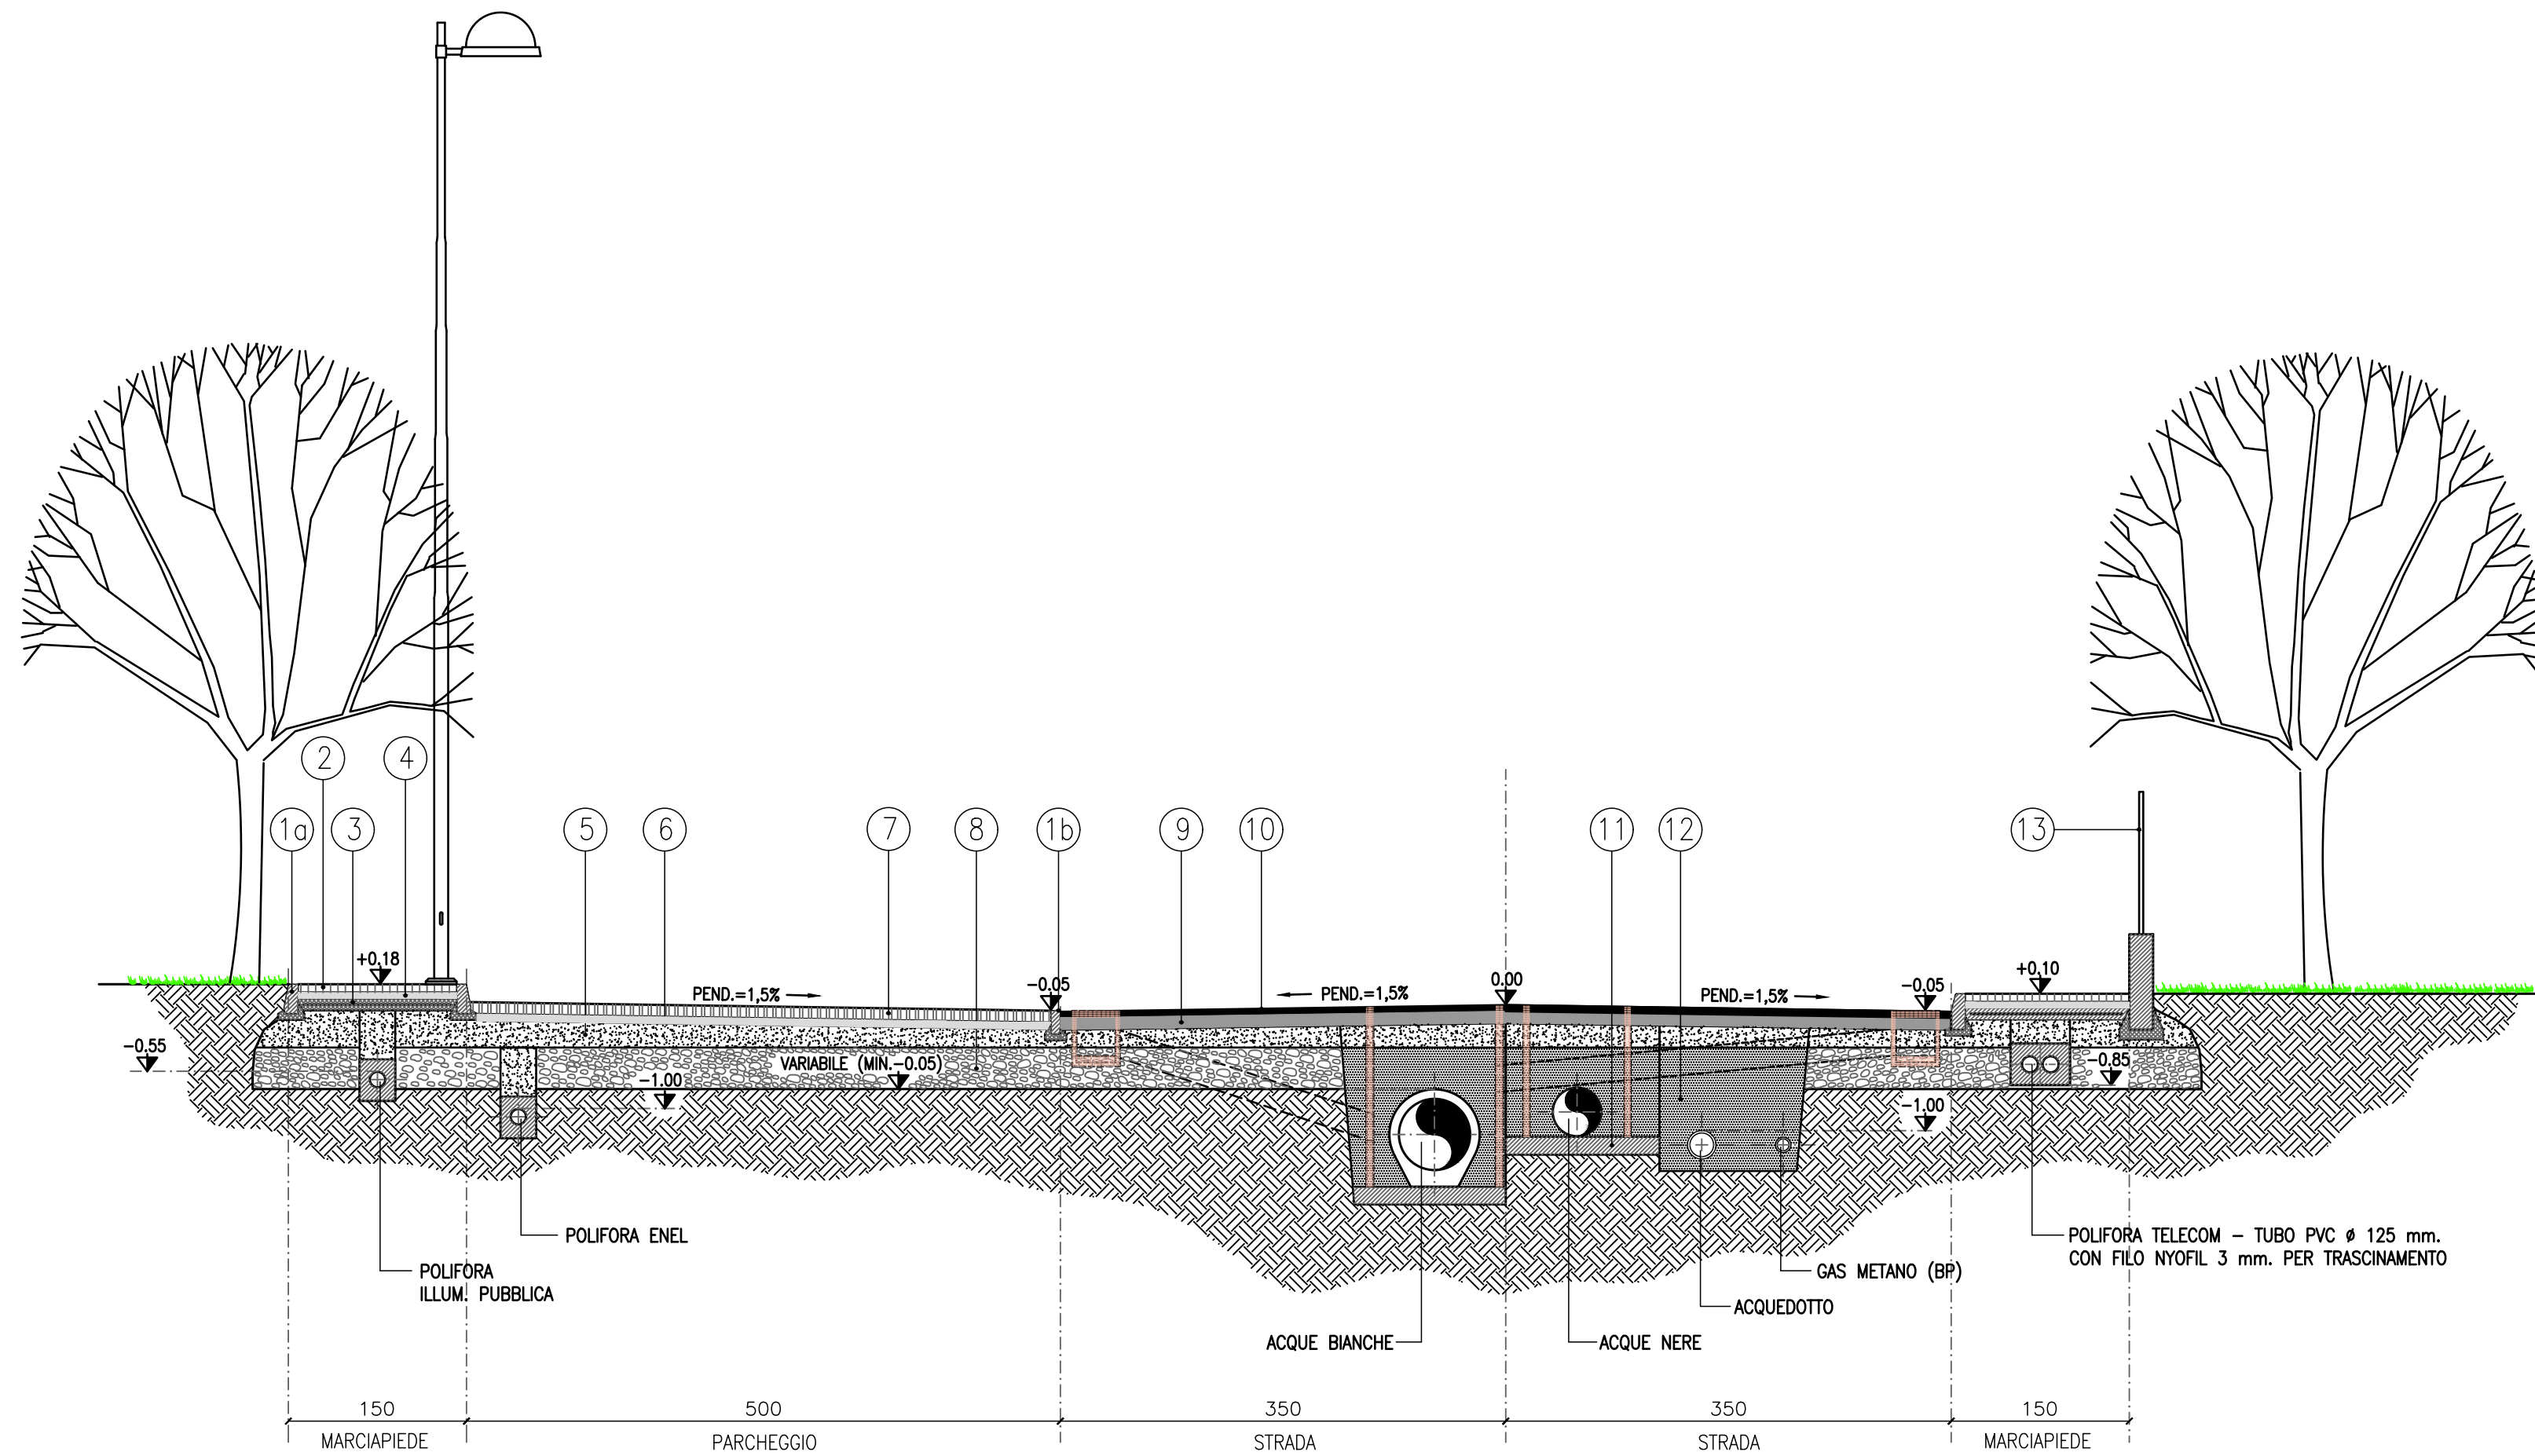 2
4
1a
3
5
6
7
8
1b
9
10
11
12
13
+0.18
-0.05
0.00
-0.05
+0.10
PEND.=1,5%
PEND.=1,5%
PEND.=1,5%
-0.55
VARIABILE (MIN.-0.05)
-0.85
-1.00
-1.00
POLIFORA ENEL
POLIFORA TELECOM - TUBO PVC ø 125 mm.
CON FILO NYOFIL 3 mm. PER TRASCINAMENTO
POLIFORA
ILLUM. PUBBLICA
GAS METANO (BP)
ACQUEDOTTO
ACQUE BIANCHE
ACQUE NERE
150
500
350
350
150
MARCIAPIEDE
PARCHEGGIO
STRADA
STRADA
MARCIAPIEDE